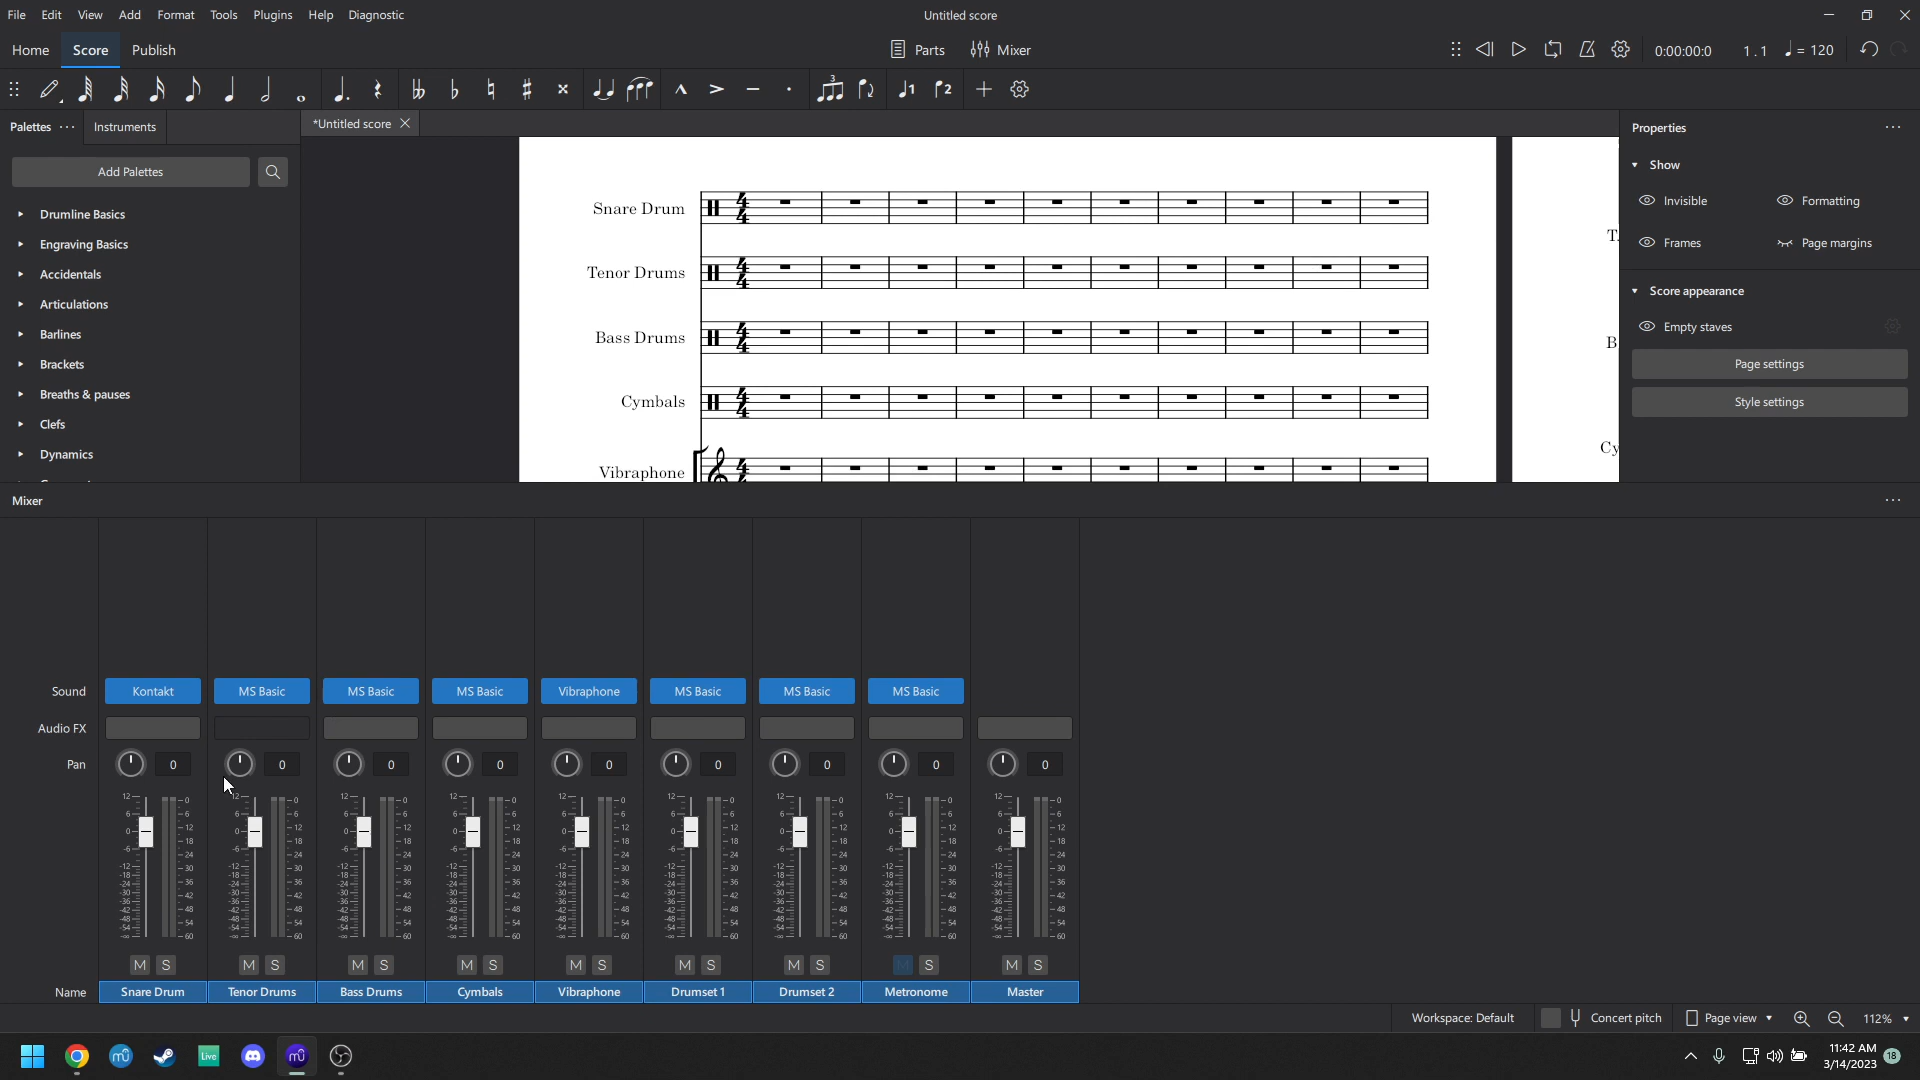 File Edit View Add Format Tools Plugins Help Diagnostic
Untitled score
Home Score Publish
Parts Mixer
0:00:00:0 1 . 1 = 120
3 1 2
Palettes Instruments
*Untitled score
Properties
Add Palettes
Show
Invisible Formatting
Frames Page margins
Score appearance
Empty staves
Page settings
Style settings
Drumline Basics
Engraving Basics
Accidentals
Articulations
Barlines
Brackets
Breaths & pauses
Clefs
Dynamics
Snare Drum
Tenor Drums
Bass Drums
Cymbals
Vibraphone
T.
B
Cy
Mixer
Sound Kontakt MS Basic MS Basic MS Basic Vibraphone MS Basic MS Basic MS Basic
Audio FX
Pan 0 0 0 0 0 0 0 0 0
M S M S M S M S M S M S M S M S M S
Name Snare Drum Tenor Drums Bass Drums Cymbals Vibraphone Drumset 1 Drumset 2 Metronome Master
Workspace: Default Concert pitch Page view 112%
Live
11:42 AM
3/14/2023
18